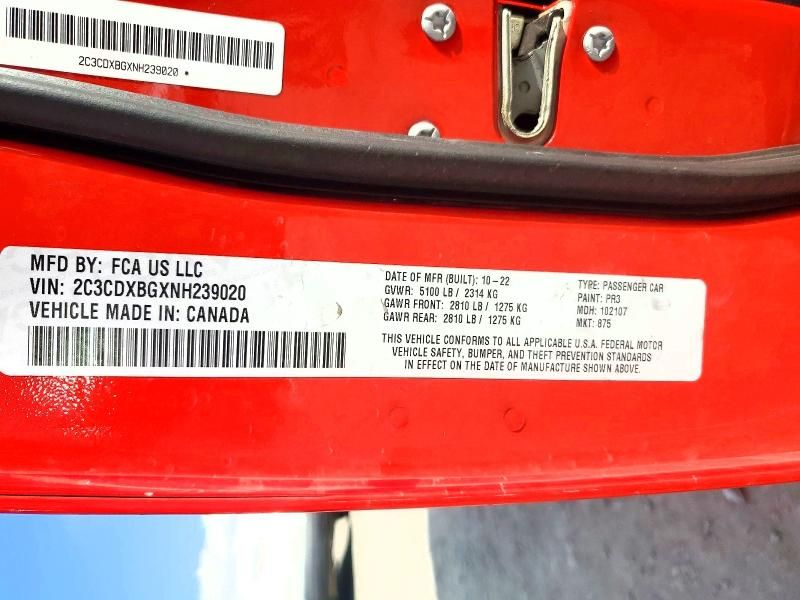 2C3CDXBGXNH239020 •
MFD BY: FCA US LLC
VIN: 2C3CDXBGXNH239020
VEHICLE MADE IN: CANADA
DATE OF MFR (BUILT): 10-22
GVWR: 5100 LB / 2314 KG
GAWR FRONT: 2810 LB / 1275 KG
GAWR REAR: 2810 LB / 1275 KG
TYPE: PASSENGER CAR
PAINT: PR3
MDH: 102107
MKT: 875
THIS VEHICLE CONFORMS TO ALL APPLICABLE U.S.A. FEDERAL MOTOR
VEHICLE SAFETY, BUMPER, AND THEFT PREVENTION STANDARDS
IN EFFECT ON THE DATE OF MANUFACTURE SHOWN ABOVE.